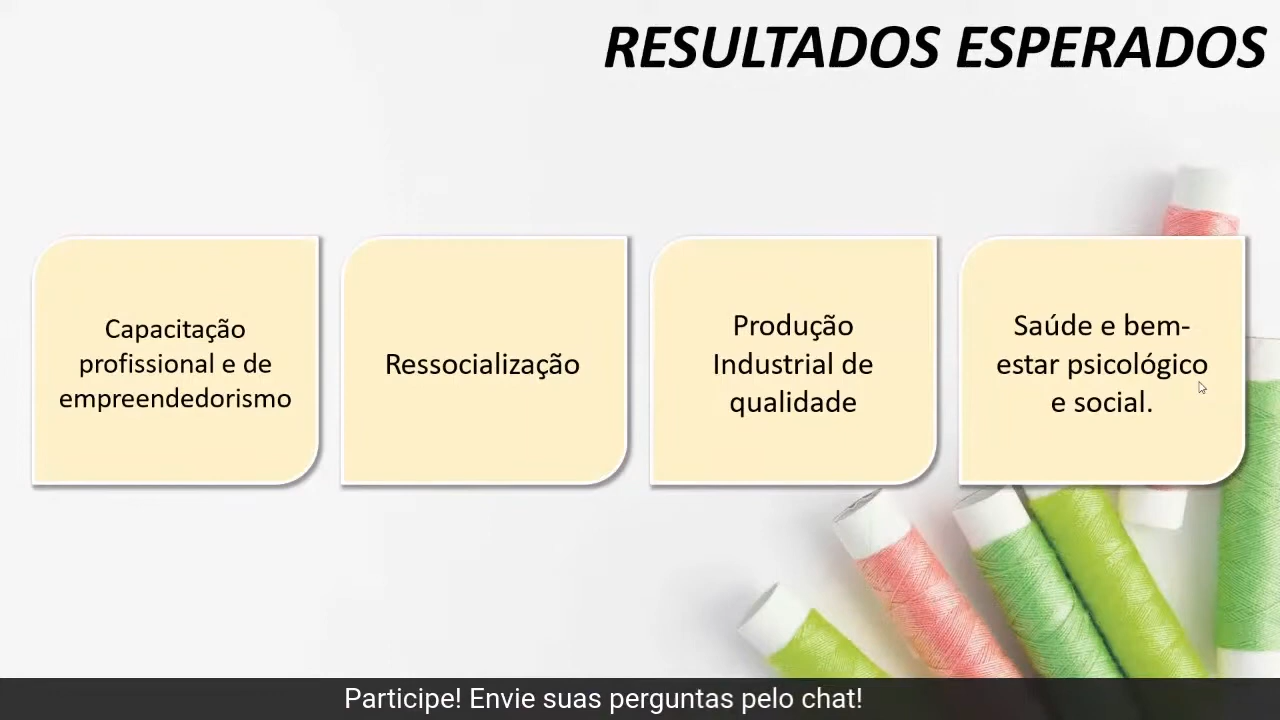 RESULTADOS ESPERADOS
Capacitação
profissional e de
empreendedorismo
Ressocialização
Produção
Industrial de
qualidade
Saúde e bem-
estar psicológico
e social.
Participe! Envie suas perguntas pelo chat!